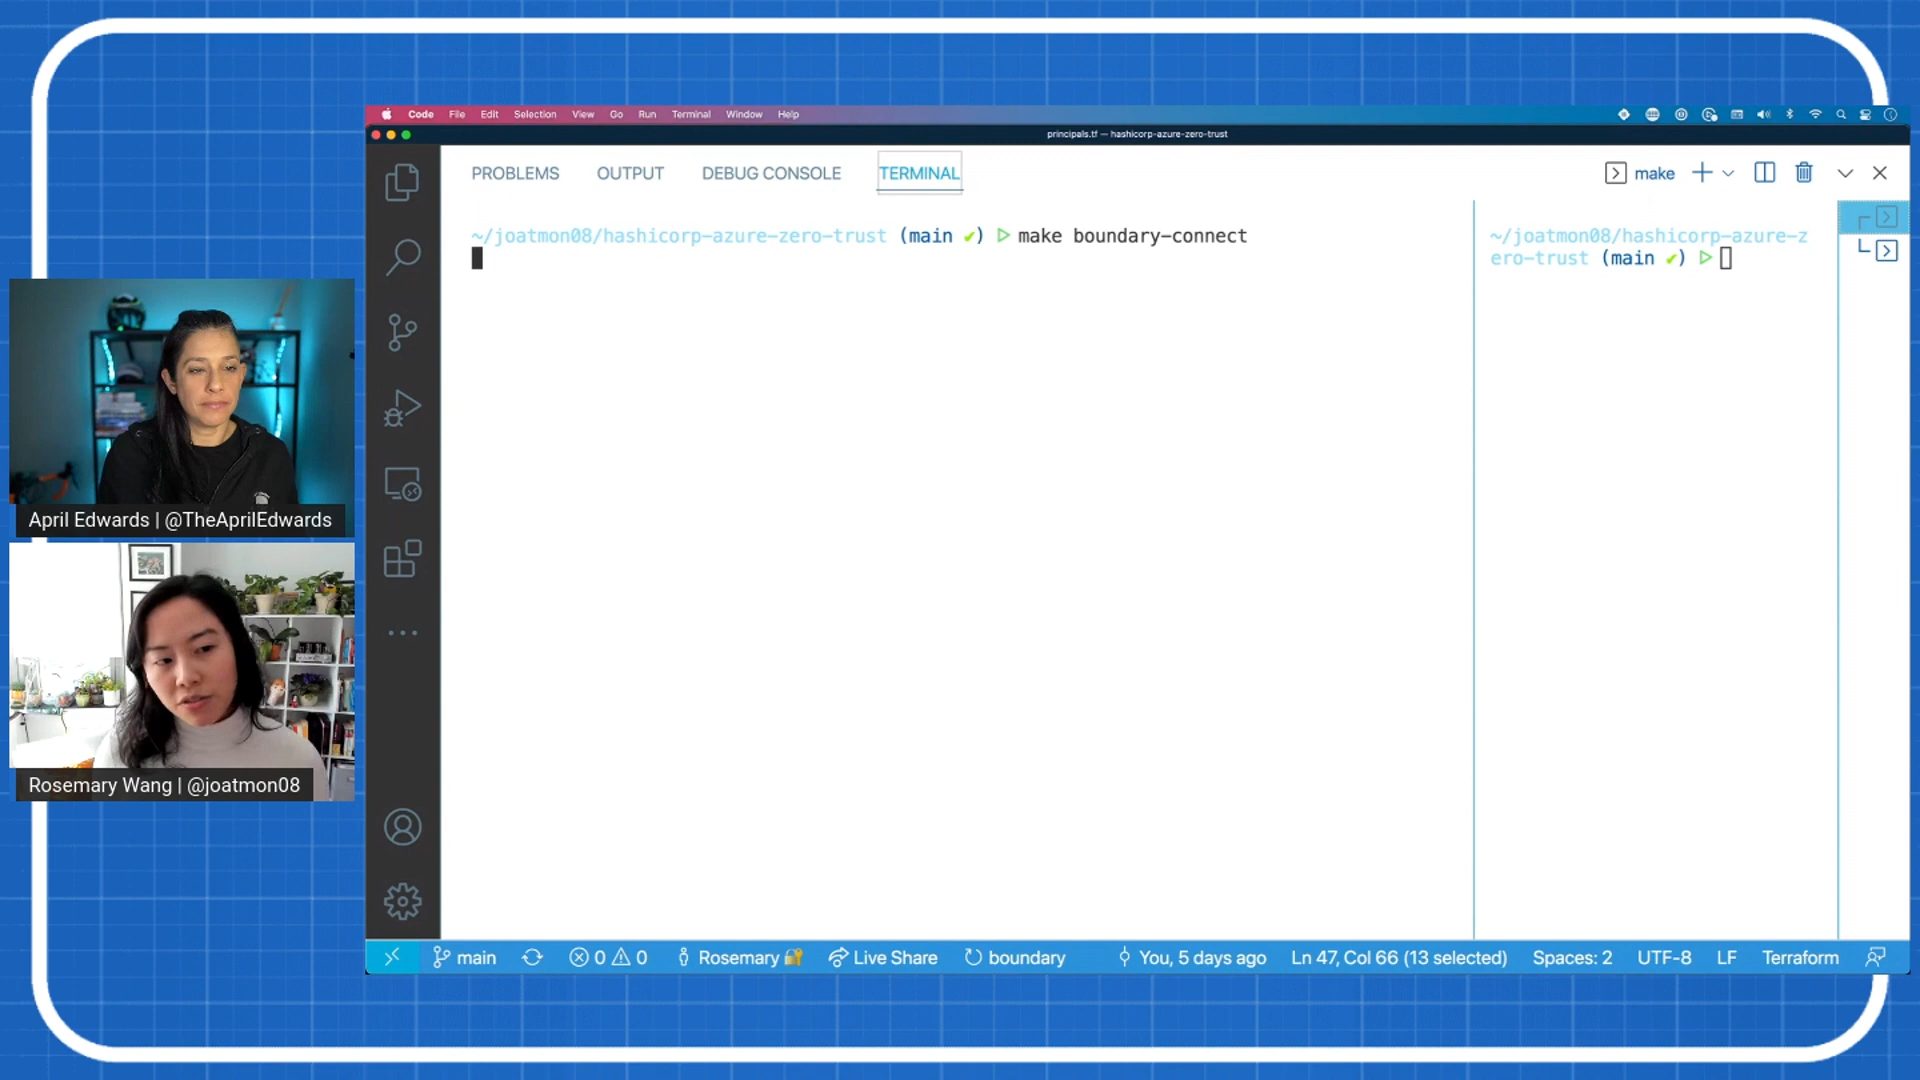 Code File Edit Selection View Go Run Terminal Window Help
principals.tf — hashicorp-azure-zero-trust
PROBLEMS OUTPUT DEBUG CONSOLE TERMINAL make
~/joatmon08/hashicorp-azure-zero-trust (main ✔) ▷ make boundary-connect
~/joatmon08/hashicorp-azure-z
ero-trust (main ✔) ▷
April Edwards | @TheAprilEdwards
Rosemary Wang | @joatmon08
main 0 0 Rosemary 🔐 Live Share boundary You, 5 days ago Ln 47, Col 66 (13 selected) Spaces: 2 UTF-8 LF Terraform